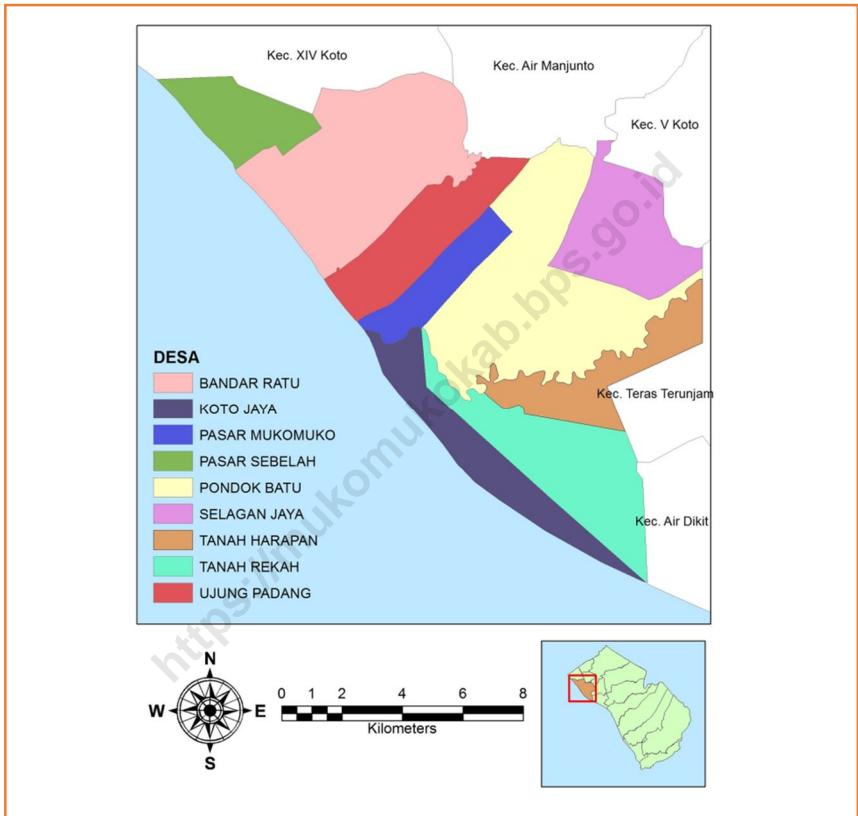 Kec. XIV Koto
Kec. Air Manjunto
Kec. V Koto
Kec. Teras Terunjam
Kec. Air Dikit
DESA
BANDAR RATU
KOTO JAYA
PASAR MUKOMUKO
PASAR SEBELAH
PONDOK BATU
SELAGAN JAYA
TANAH HARAPAN
TANAH REKAH
UJUNG PADANG
https://mukomukokab.bps.go.id
N
W E
S
0 1 2 4 6 8
Kilometers